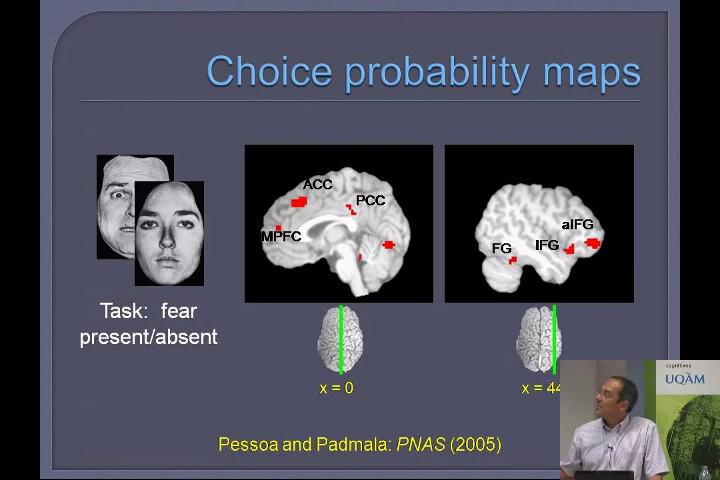 Choice probability maps
ACC
PCC
MPFC
aIFG
FG
IFG
Task: fear
present/absent
x = 0
x = 44
Pessoa and Padmala: PNAS (2005)
cognitives
UQÀM